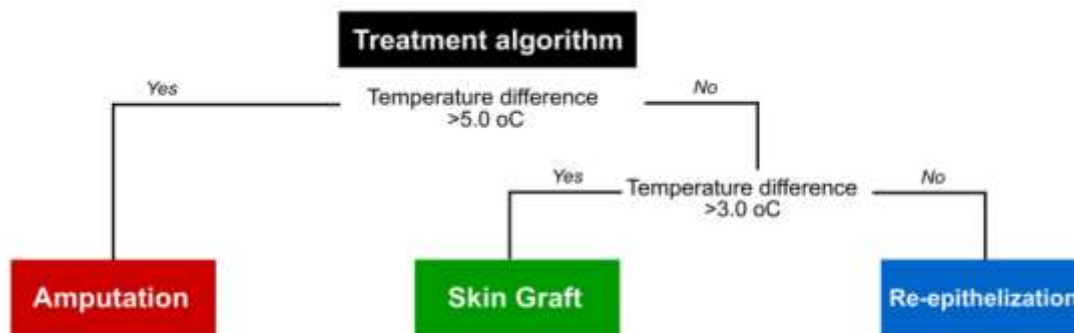 Treatment algorithm
Yes
Temperature difference
>5.0 oC
No
Yes
Temperature difference
>3.0 oC
No
Amputation
Skin Graft
Re-epithelization